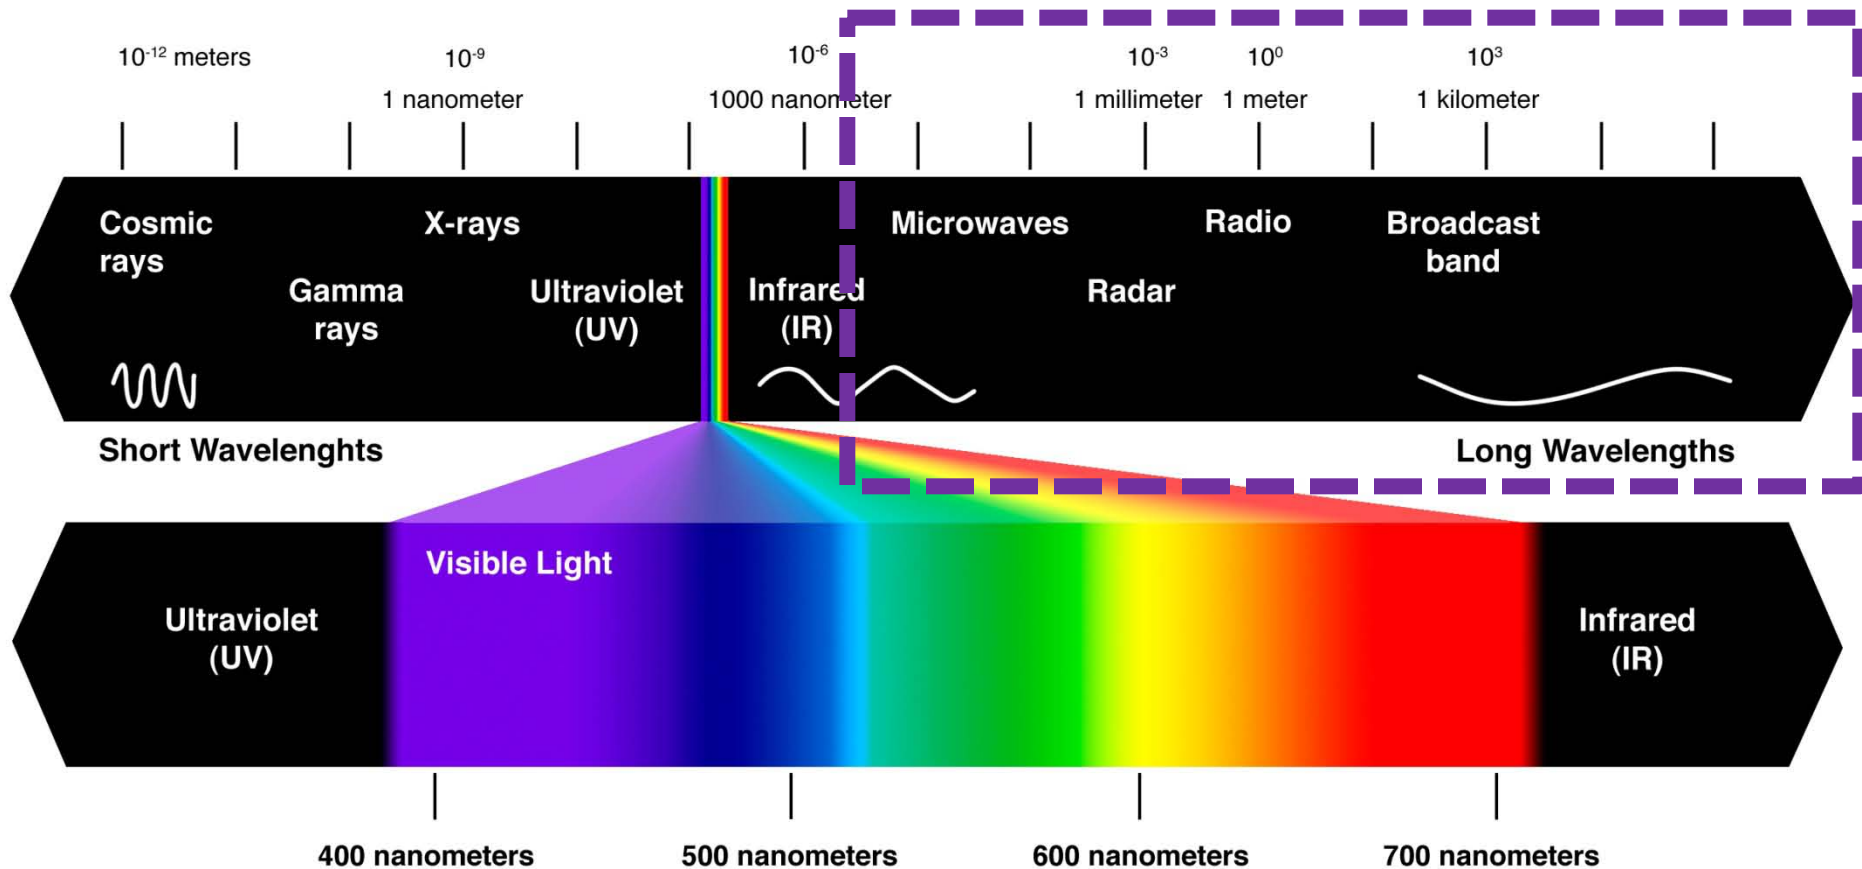 10-12 meters
10-9
10-6
10-3
100
103
1 nanometer
1000 nanometer
1 millimeter
1 meter
1 kilometer
Cosmic
rays
X-rays
Microwaves
Radio
Broadcast
band
Gamma
rays
Ultraviolet
(UV)
Infrared
(IR)
Radar
Short Wavelenghts
Long Wavelengths
Visible Light
Ultraviolet
(UV)
Infrared
(IR)
400 nanometers
500 nanometers
600 nanometers
700 nanometers